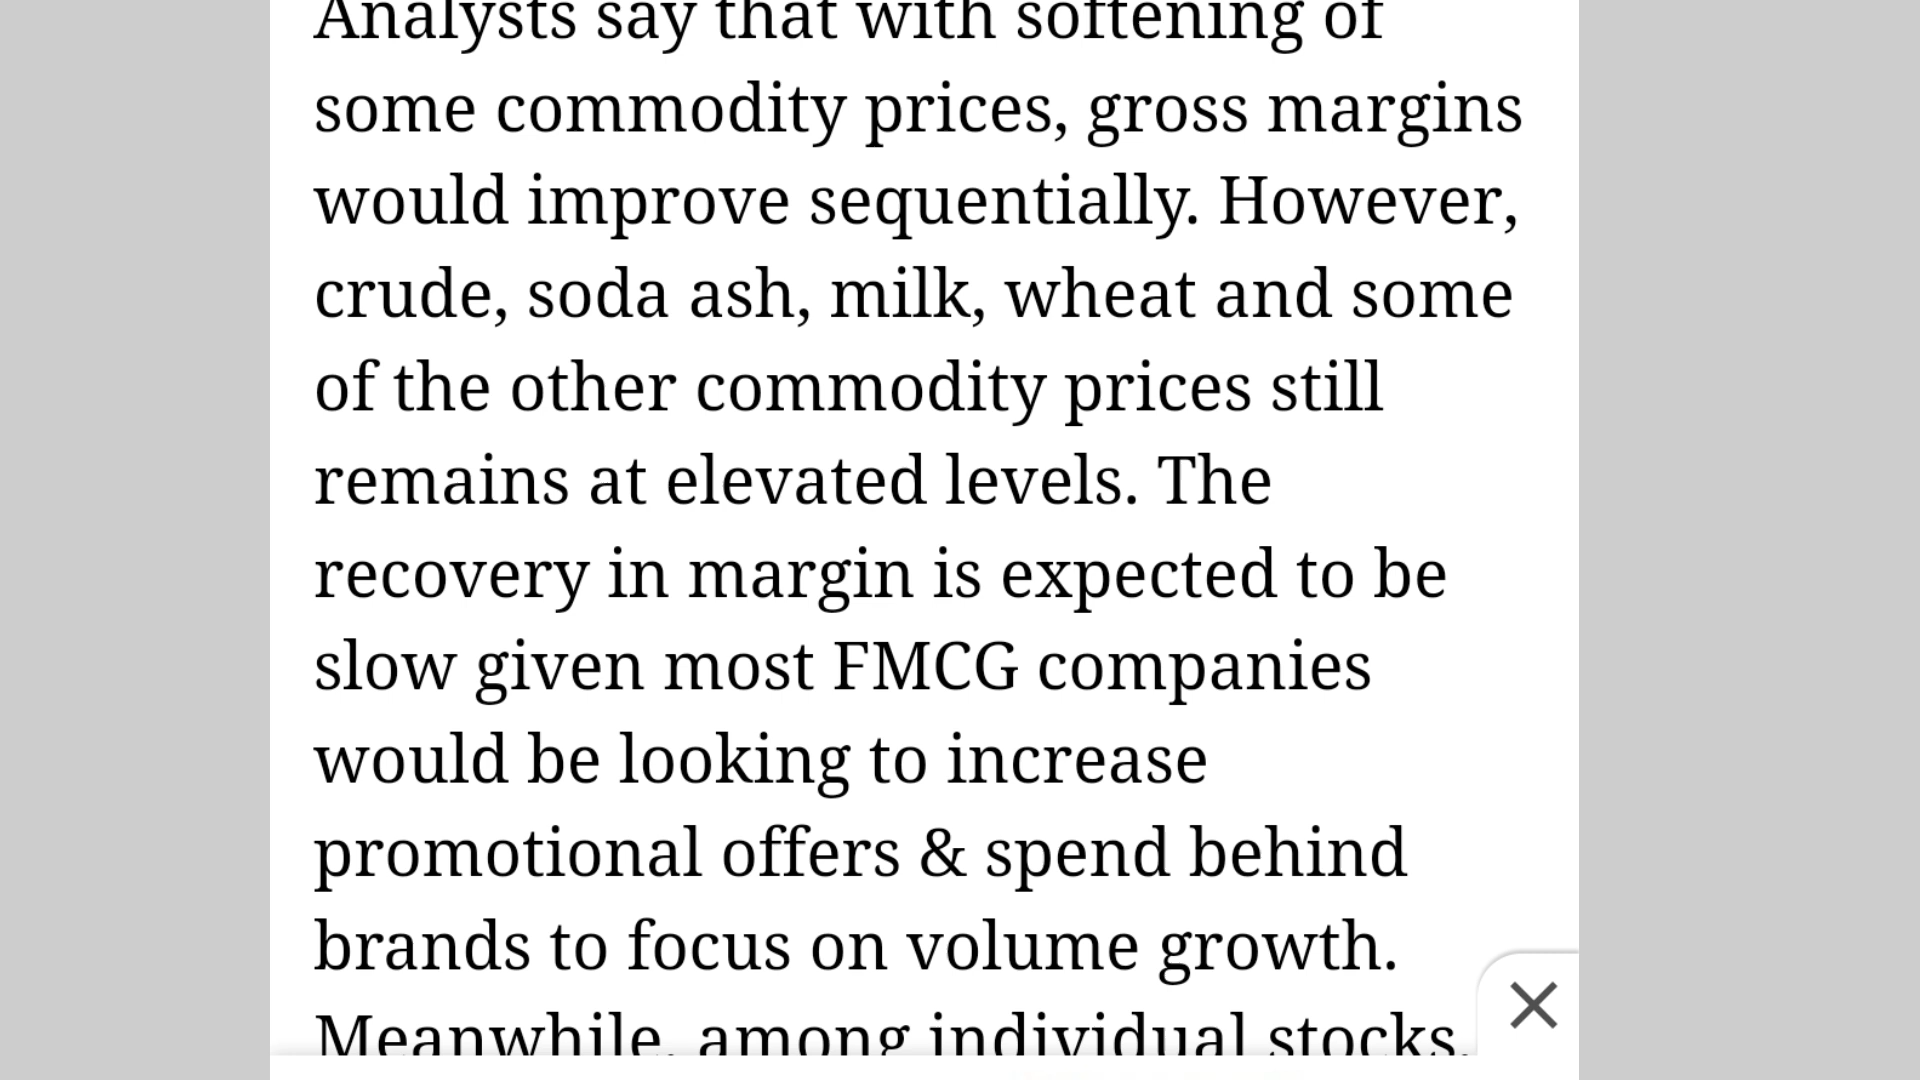 Analysts say that with softening of
some commodity prices, gross margins
would improve sequentially. However,
crude, soda ash, milk, wheat and some
of the other commodity prices still
remains at elevated levels. The
recovery in margin is expected to be
slow given most FMCG companies
would be looking to increase
promotional offers & spend behind
brands to focus on volume growth.
Meanwhile, among individual stocks,